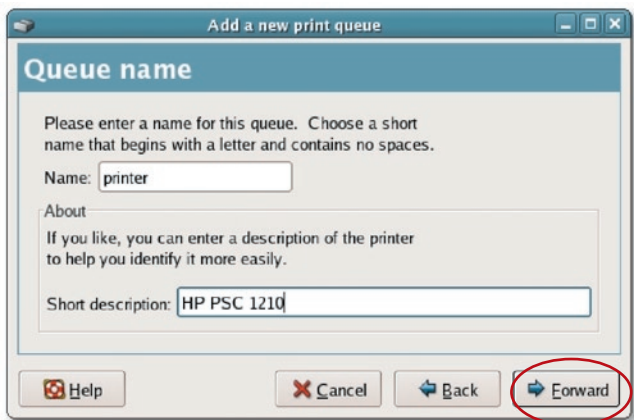 Add a new print queue
Queue name
Please enter a name for this queue. Choose a short
name that begins with a letter and contains no spaces.
Name: printer
About
If you like, you can enter a description of the printer
to help you identify it more easily.
Short description: HP PSC 1210
Help Cancel Back Forward